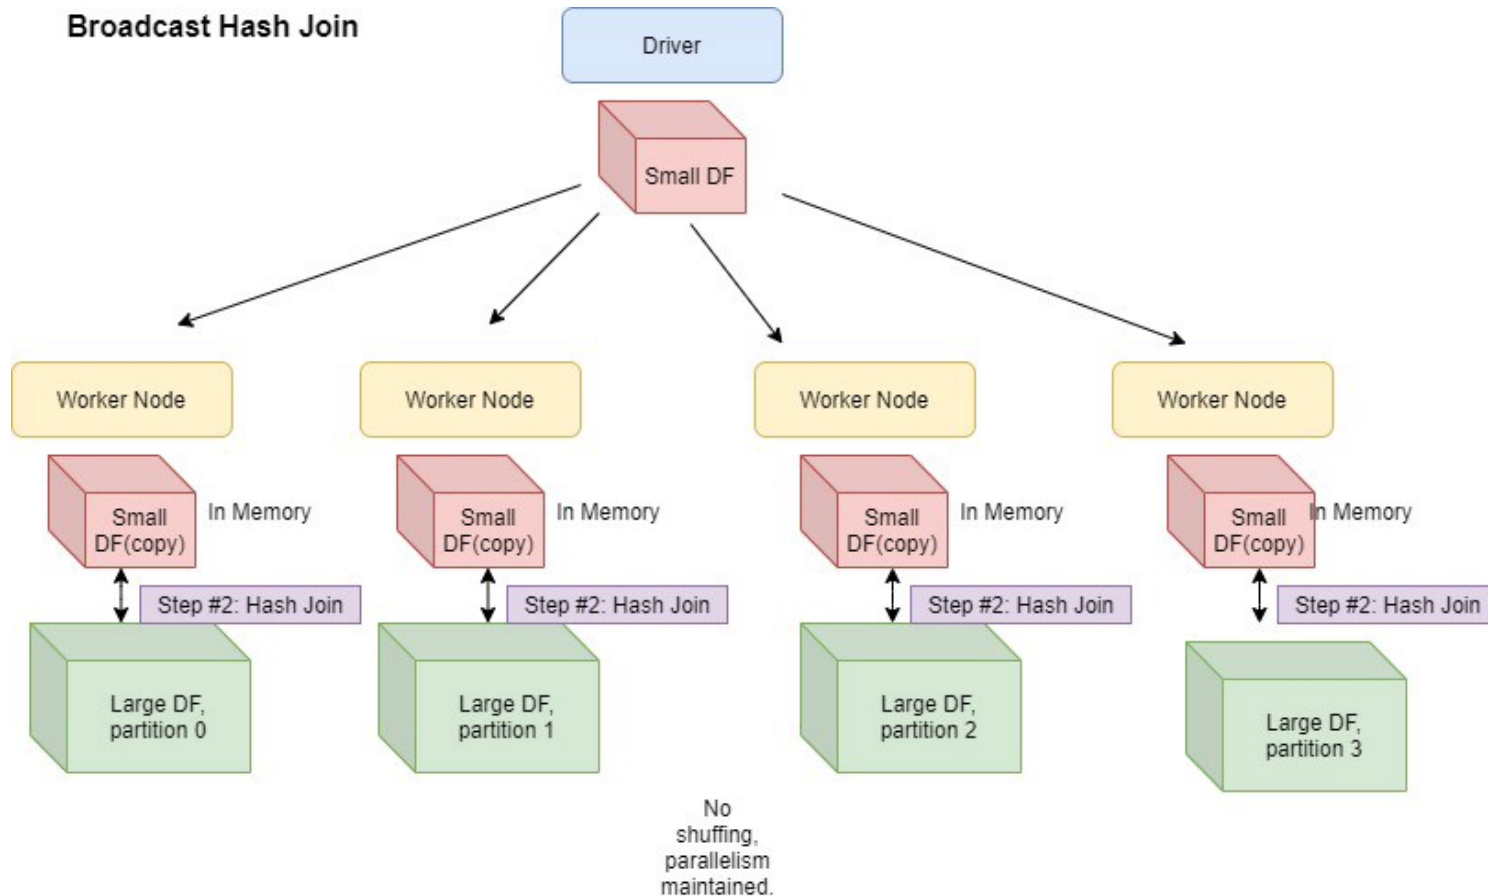 Broadcast Hash Join
Driver
Small DF
Worker Node
Worker Node
Worker Node
Worker Node
Small
DF(copy)
In Memory
Small
DF(copy)
In Memory
Small
DF(copy)
In Memory
Small
DF(copy)
In Memory
Step #2: Hash Join
Step #2: Hash Join
Step #2: Hash Join
Step #2: Hash Join
Large DF,
partition 0
Large DF,
partition 1
Large DF,
partition 2
Large DF,
partition 3
No
shuffing,
parallelism
maintained.